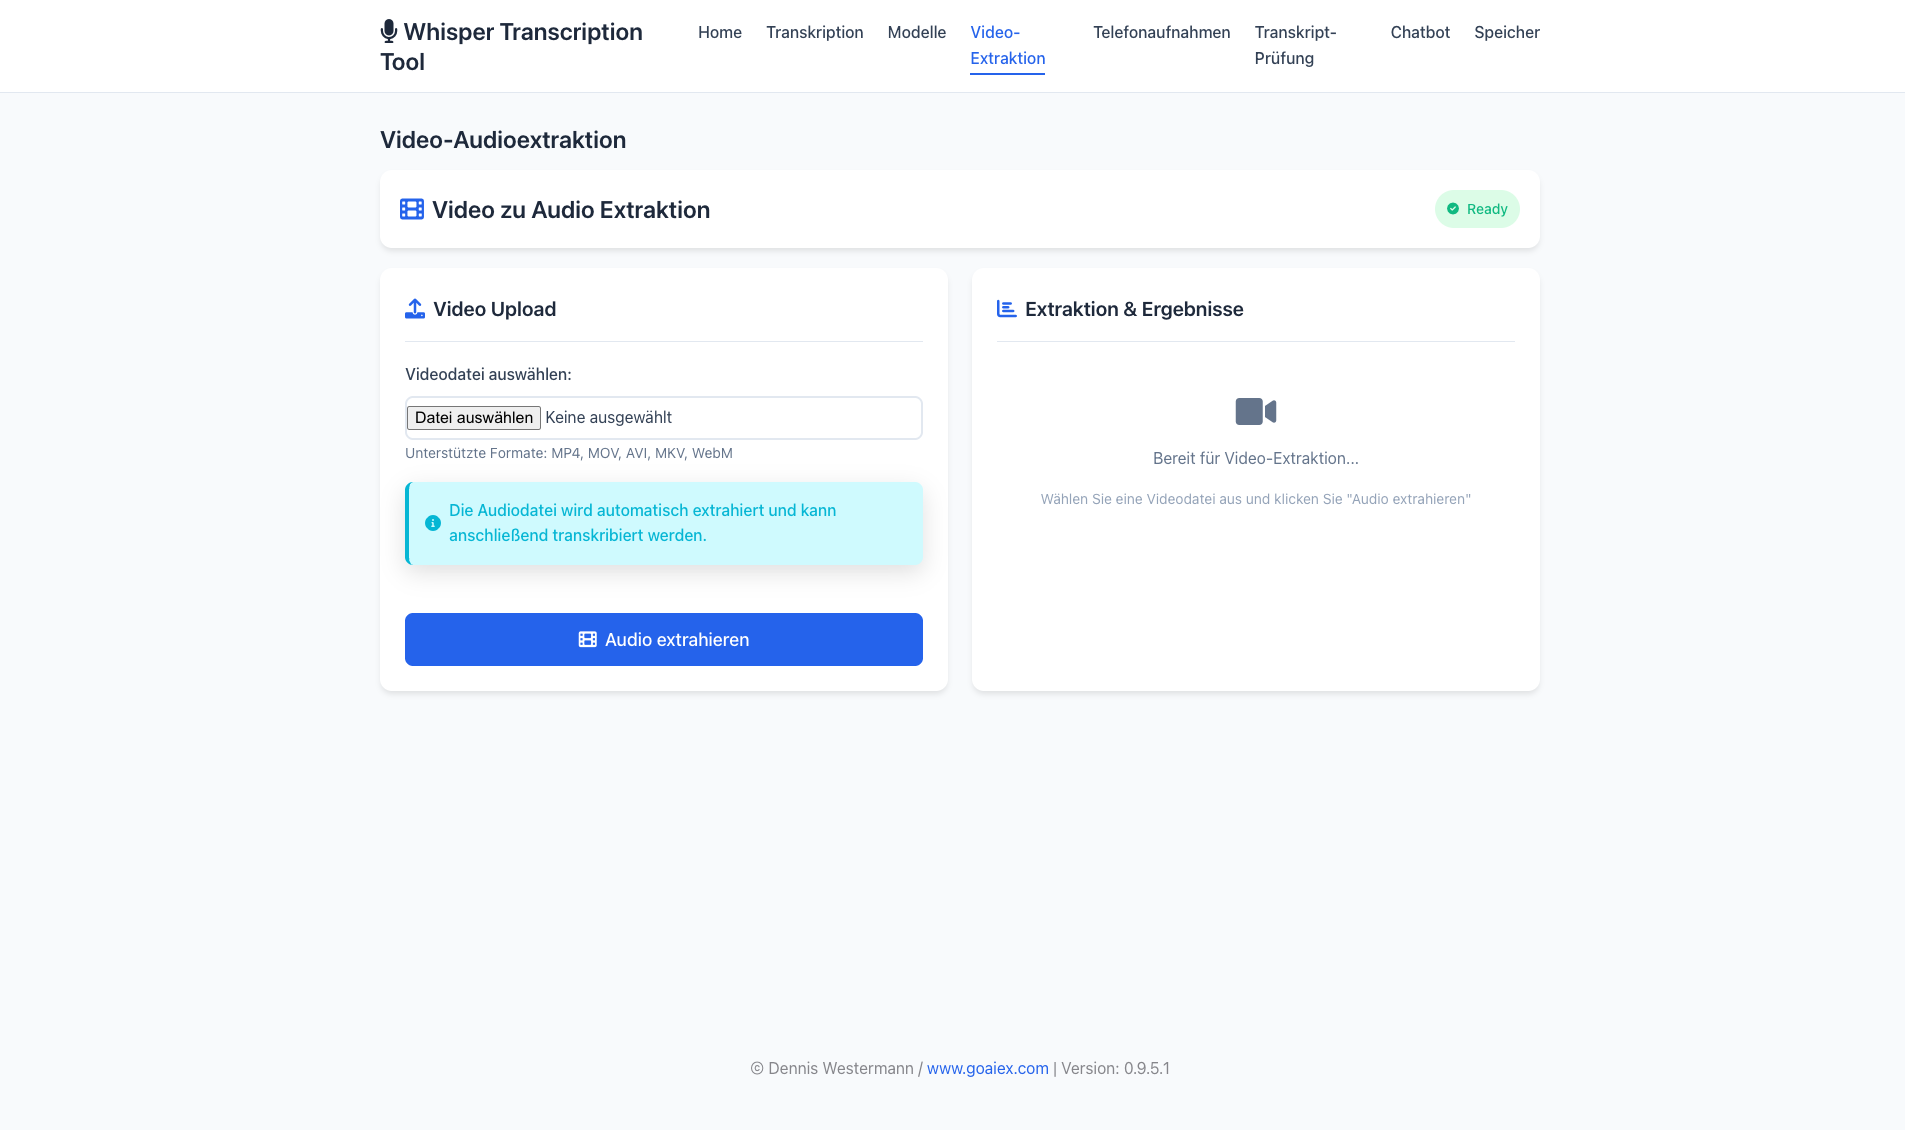 Whisper Transcription
Tool
Home
Transkription
Modelle
Video-
Extraktion
Telefonaufnahmen
Transkript-
Prüfung
Chatbot
Speicher
Video-Audioextraktion
Video zu Audio Extraktion
Ready
Video Upload
Videodatei auswählen:
Datei auswählen Keine ausgewählt
Unterstützte Formate: MP4, MOV, AVI, MKV, WebM
Die Audiodatei wird automatisch extrahiert und kann
anschließend transkribiert werden.
Audio extrahieren
Extraktion & Ergebnisse
Bereit für Video-Extraktion...
Wählen Sie eine Videodatei aus und klicken Sie "Audio extrahieren"
© Dennis Westermann / www.goaiex.com | Version: 0.9.5.1